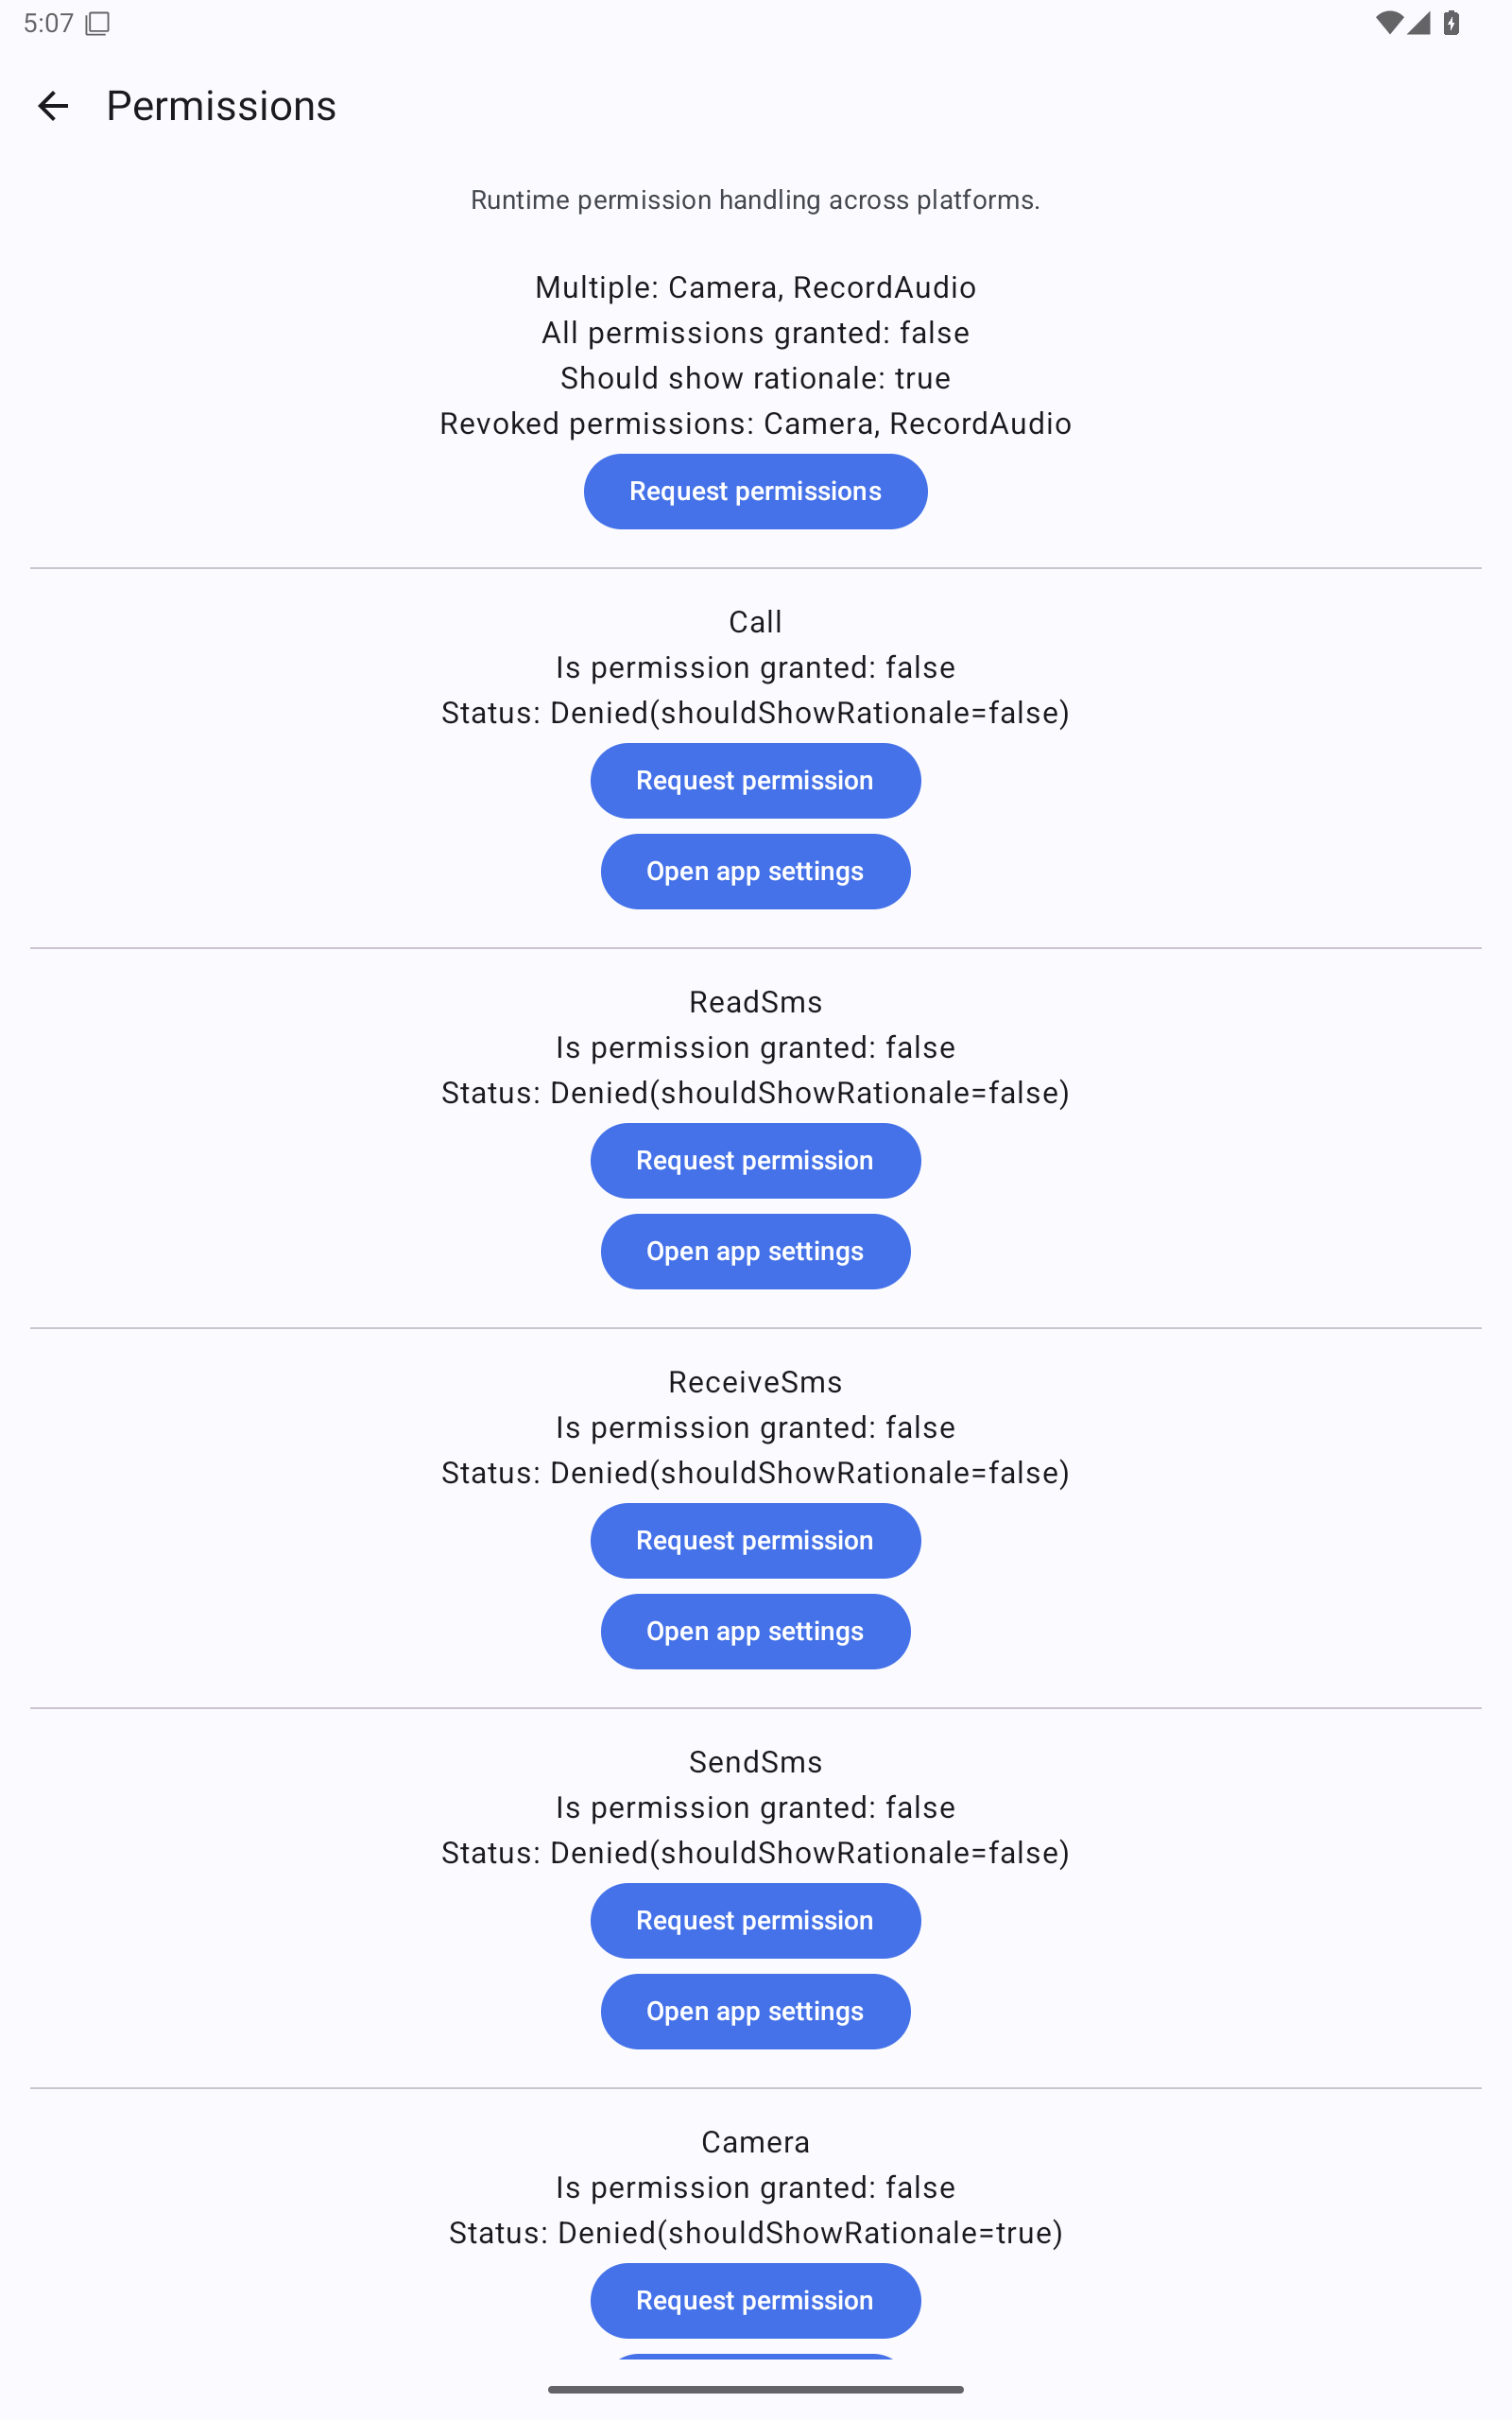 5:07
Permissions
Runtime permission handling across platforms.
Multiple: Camera, RecordAudio
All permissions granted: false
Should show rationale: true
Revoked permissions: Camera, RecordAudio
Request permissions
Call
Is permission granted: false
Status: Denied(shouldShowRationale=false)
Request permission
Open app settings
ReadSms
Is permission granted: false
Status: Denied(shouldShowRationale=false)
Request permission
Open app settings
ReceiveSms
Is permission granted: false
Status: Denied(shouldShowRationale=false)
Request permission
Open app settings
SendSms
Is permission granted: false
Status: Denied(shouldShowRationale=false)
Request permission
Open app settings
Camera
Is permission granted: false
Status: Denied(shouldShowRationale=true)
Request permission